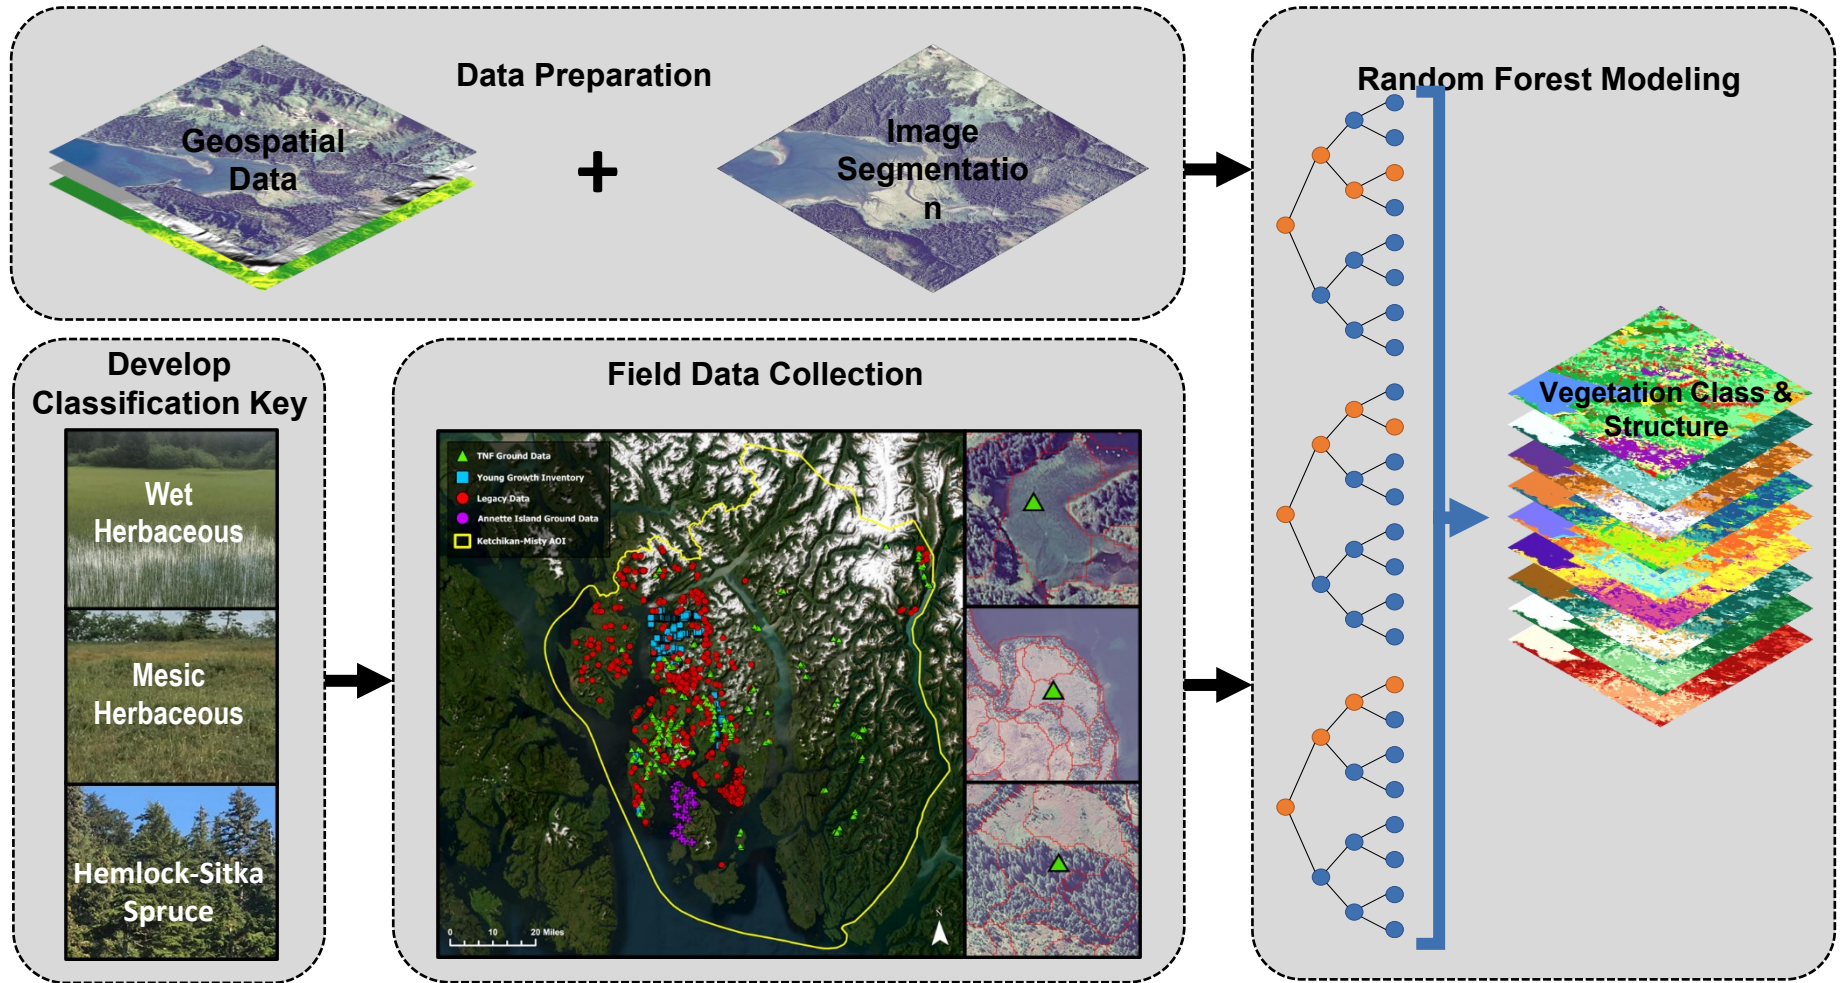 Data Preparation
Geospatial
Data
+
Image
Segmentatio
n
Random Forest Modeling
Vegetation Class &
Structure
Develop
Classification Key
Wet
Herbaceous
Mesic
Herbaceous
Hemlock-Sitka
Spruce
Field Data Collection
TNF Ground Data
Young Growth Inventory
Legacy Data
Annette Island Ground Data
Ketchikan-Misty AOI
0 10 20 Miles
N